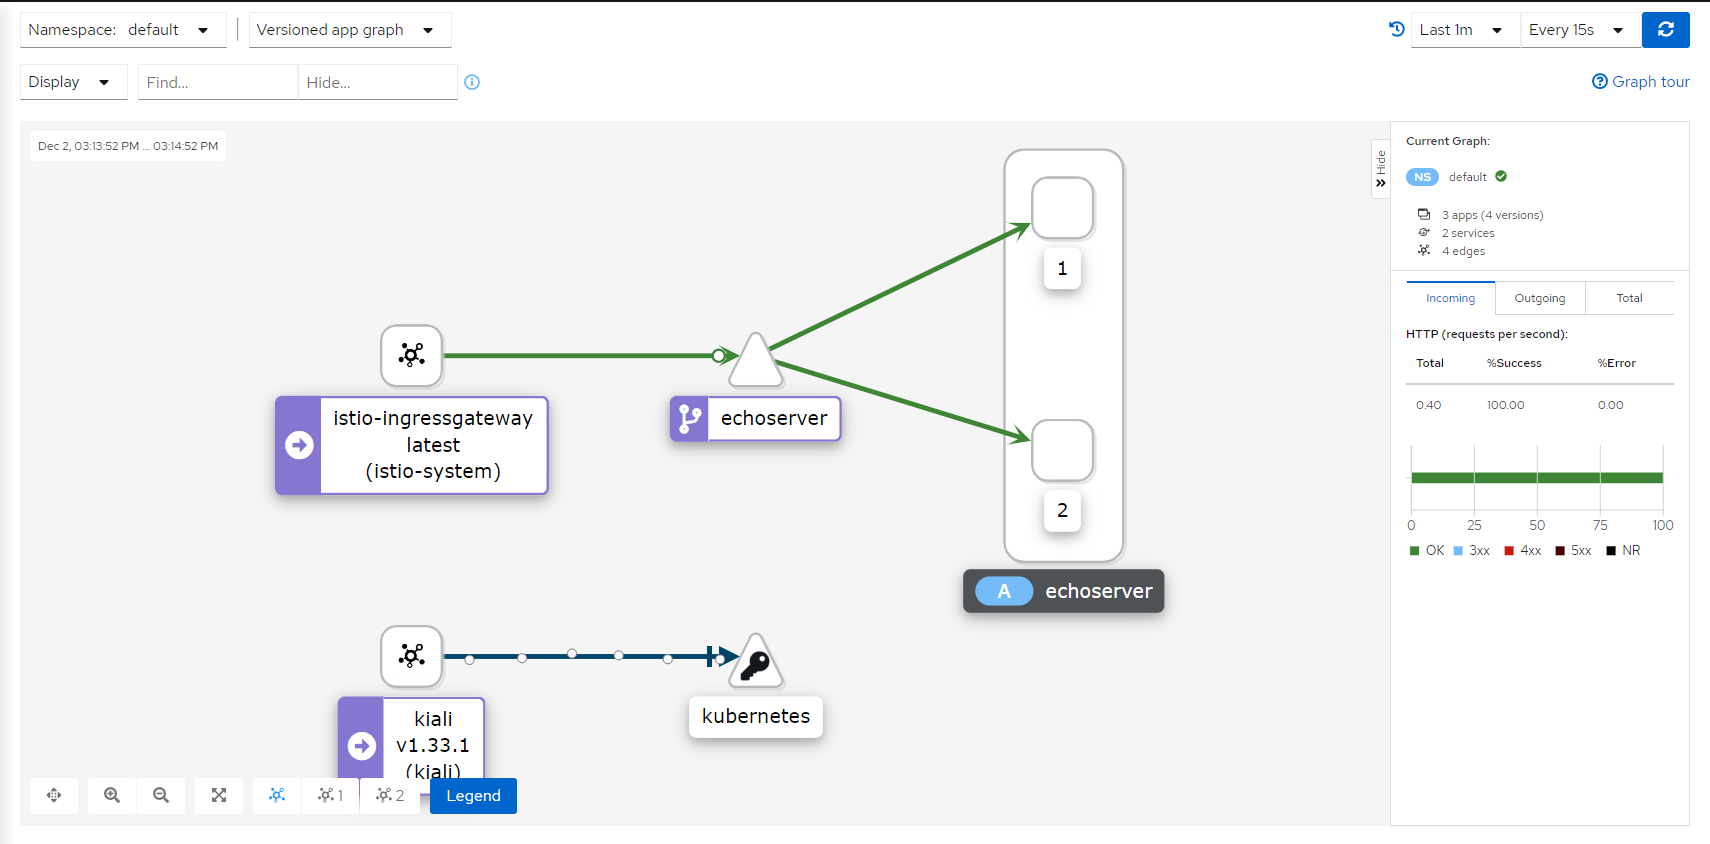 Namespace: default
Versioned app graph
Last 1m
Every 15s
Display
Find...
Hide...
Graph tour
Dec 2, 03:13:52 PM ... 03:14:52 PM
Hide
1
istio-ingressgateway
latest
(istio-system)
echoserver
2
A echoserver
kiali
v1.33.1
(kiali)
kubernetes
1
2
Legend
Current Graph:
NS default
3 apps (4 versions)
2 services
4 edges
Incoming Outgoing Total
HTTP (requests per second):
Total %Success %Error
0.40 100.00 0.00
0 25 50 75 100
OK 3xx 4xx 5xx NR